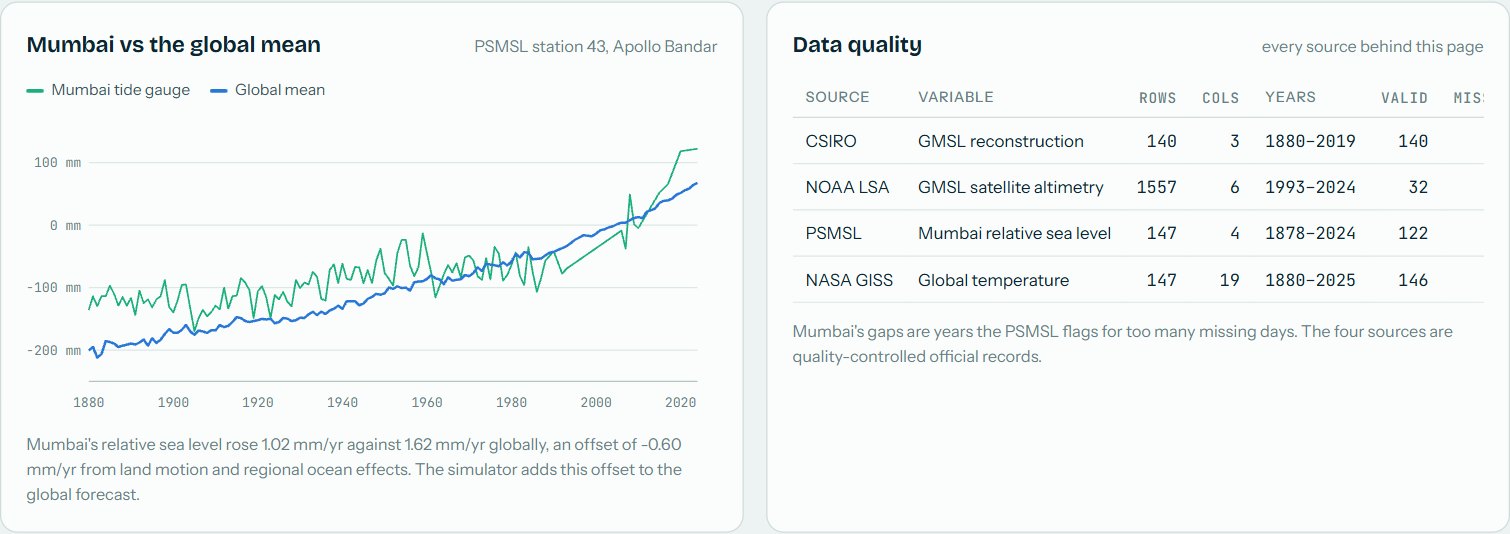 Mumbai vs the global mean
PSMSL station 43, Apollo Bandar
Mumbai tide gauge
Global mean
100 mm
0 mm
-100 mm
-200 mm
1880 1900 1920 1940 1960 1980 2000 2020
Mumbai's relative sea level rose 1.02 mm/yr against 1.62 mm/yr globally, an offset of -0.60
mm/yr from land motion and regional ocean effects. The simulator adds this offset to the
global forecast.
Data quality
every source behind this page
SOURCE VARIABLE ROWS COLS YEARS VALID
CSIRO GMSL reconstruction 140 3 1880–2019 140
NOAA LSA GMSL satellite altimetry 1557 6 1993–2024 32
PSMSL Mumbai relative sea level 147 4 1878–2024 122
NASA GISS Global temperature 147 19 1880–2025 146
Mumbai's gaps are years the PSMSL flags for too many missing days. The four sources are
quality-controlled official records.